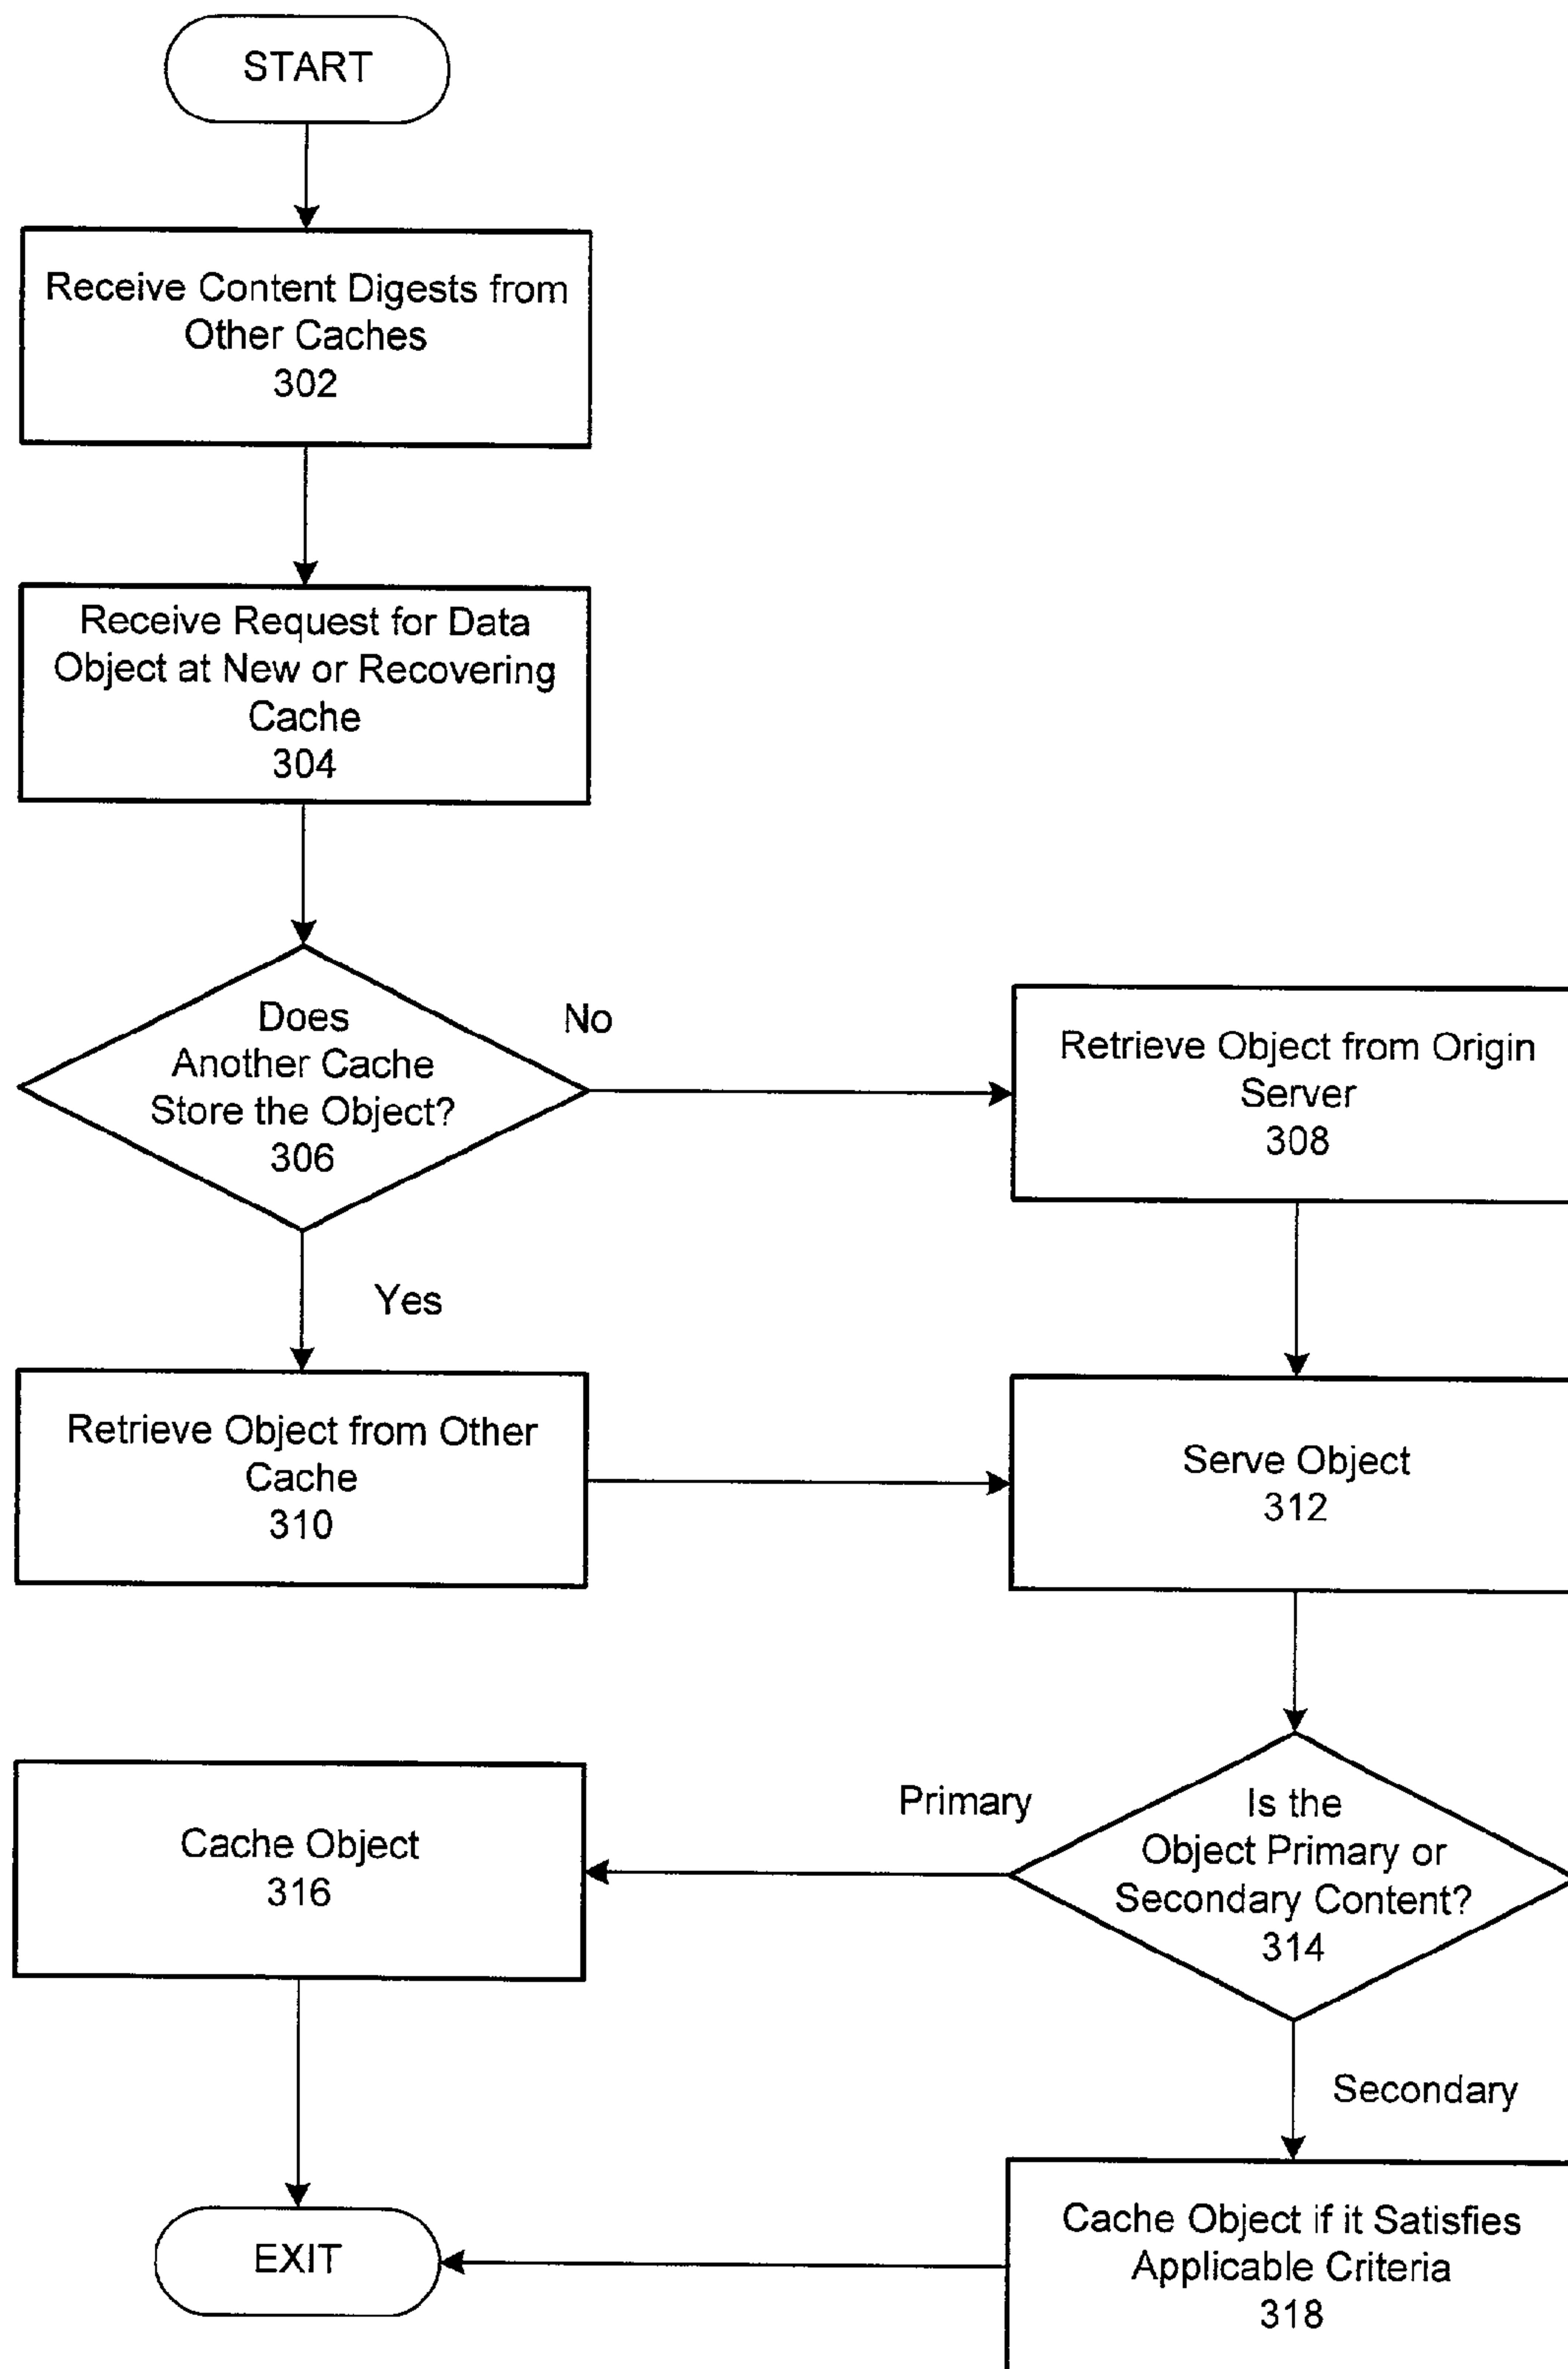 START
Receive Content Digests from
Other Caches
302
Receive Request for Data
Object at New or Recovering
Cache
304
Does
Another Cache
Store the Object?
306
No
Retrieve Object from Origin
Server
308
Yes
Retrieve Object from Other
Cache
310
Serve Object
312
Is the
Object Primary or
Secondary Content?
314
Primary
Cache Object
316
Secondary
Cache Object if it Satisfies
Applicable Criteria
318
EXIT